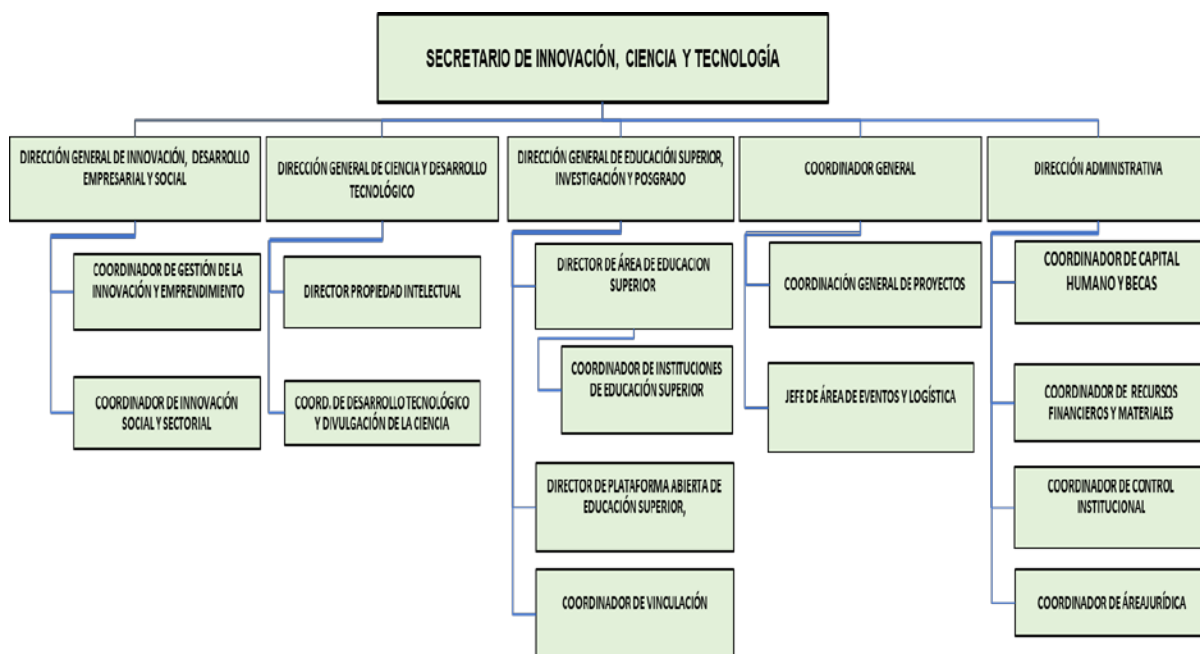 SECRETARIO DE INNOVACIÓN, CIENCIA Y TECNOLOGÍA
DIRECCIÓN GENERAL DE INNOVACIÓN, DESARROLLO
EMPRESARIAL Y SOCIAL
DIRECCIÓN GENERAL DE CIENCIA Y DESARROLLO
TECNOLÓGICO
DIRECCIÓN GENERAL DE EDUCACIÓN SUPERIOR,
INVESTIGACIÓN Y POSGRADO
COORDINADOR GENERAL
DIRECCIÓN ADMINISTRATIVA
COORDINADOR DE GESTIÓN DE LA
INNOVACIÓN Y EMPRENDIMIENTO
COORDINADOR DE INNOVACIÓN
SOCIAL Y SECTORIAL
DIRECTOR PROPIEDAD INTELECTUAL
COORD. DE DESARROLLO TECNOLÓGICO
Y DIVULGACIÓN DE LA CIENCIA
DIRECTOR DE ÁREA DE EDUCACION
SUPERIOR
COORDINADOR DE INSTITUCIONES
DE EDUCACIÓN SUPERIOR
DIRECTOR DE PLATAFORMA ABIERTA DE
EDUCACIÓN SUPERIOR,
COORDINADOR DE VINCULACIÓN
COORDINACIÓN GENERAL DE PROYECTOS
JEFE DE ÁREA DE EVENTOS Y LOGÍSTICA
COORDINADOR DE CAPITAL
HUMANO Y BECAS
COORDINADOR DE RECURSOS
FINANCIEROS Y MATERIALES
COORDINADOR DE CONTROL
INSTITUCIONAL
COORDINADOR DE ÁREAJURÍDICA